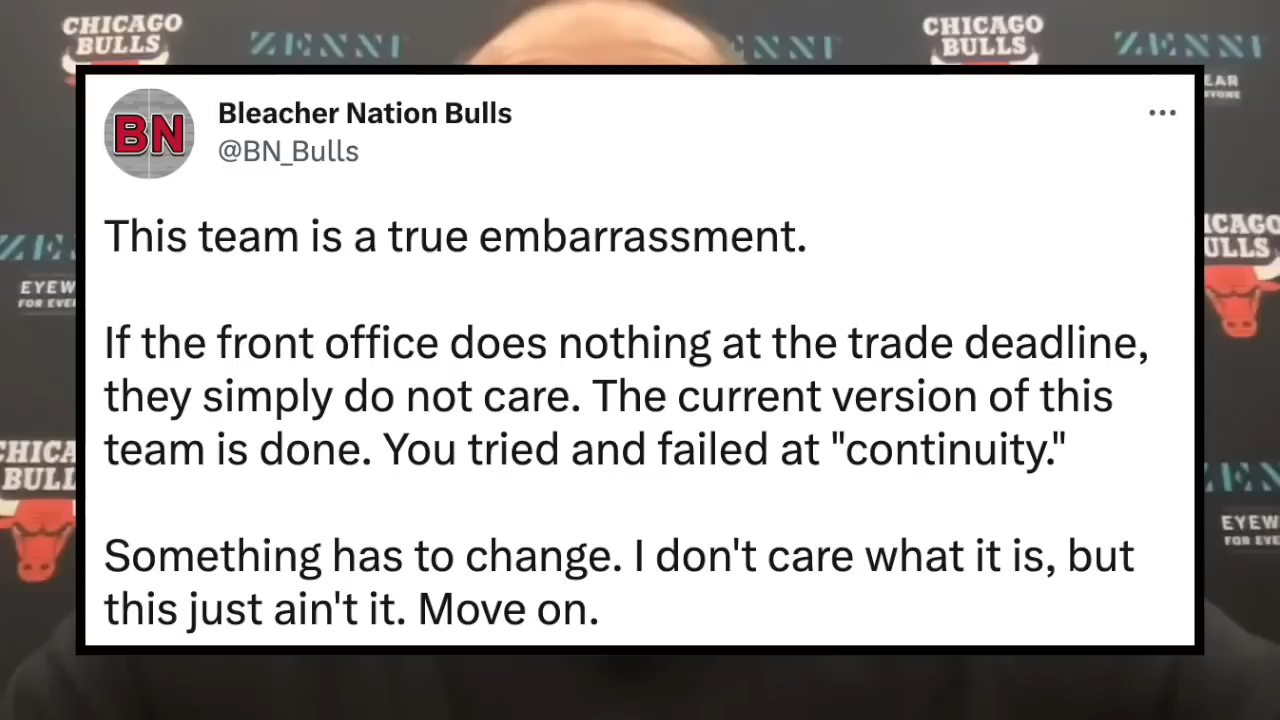 CHICAGO
BULLS
ZENNI
CHICAGO
BULLS
ZENNI
BN
Bleacher Nation Bulls
@BN_Bulls
This team is a true embarrassment.
If the front office does nothing at the trade deadline,
they simply do not care. The current version of this
team is done. You tried and failed at "continuity."
Something has to change. I don't care what it is, but
this just ain't it. Move on.